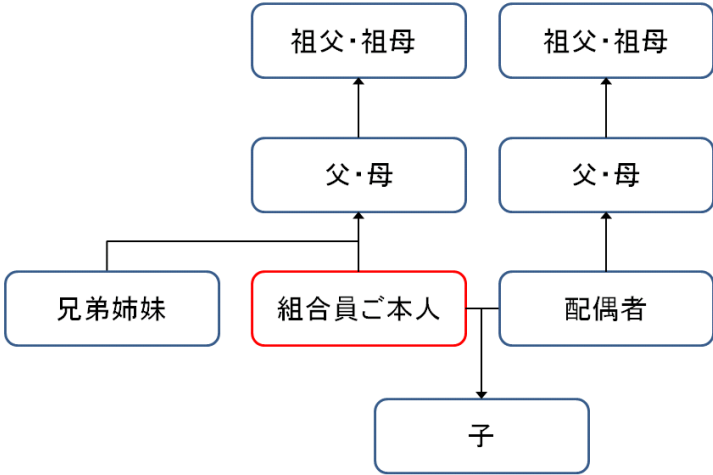 祖父・祖母
祖父・祖母
父・母
父・母
兄弟姉妹
組合員ご本人
配偶者
子